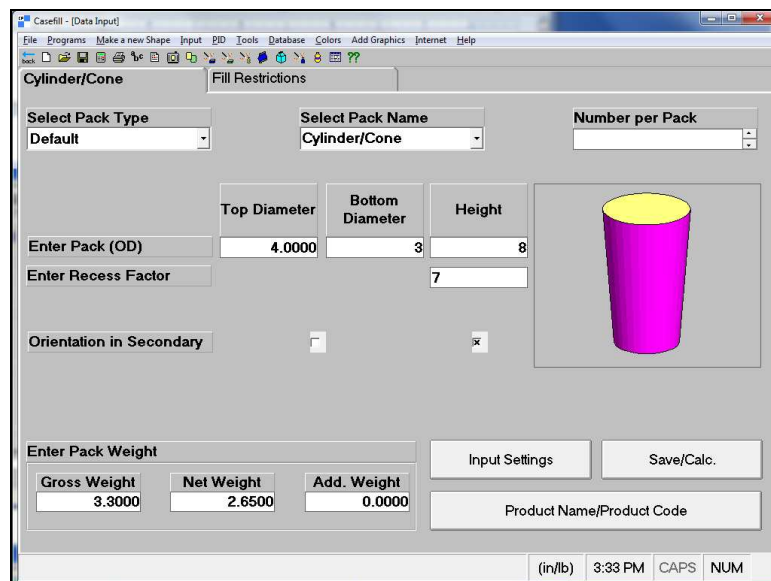 Casefill - [Data Input]
File Programs Make a new Shape Input PID Tools Database Colors Add Graphics Internet Help
back
Cylinder/Cone Fill Restrictions
Select Pack Type Select Pack Name Number per Pack
Default Cylinder/Cone
Top Diameter Bottom Diameter Height
Enter Pack (OD) 4.0000 3 8
Enter Recess Factor 7
Orientation in Secondary
Enter Pack Weight
Input Settings Save/Calc.
Gross Weight Net Weight Add. Weight
3.3000 2.6500 0.0000
Product Name/Product Code
(in/lb) 3:33 PM CAPS NUM